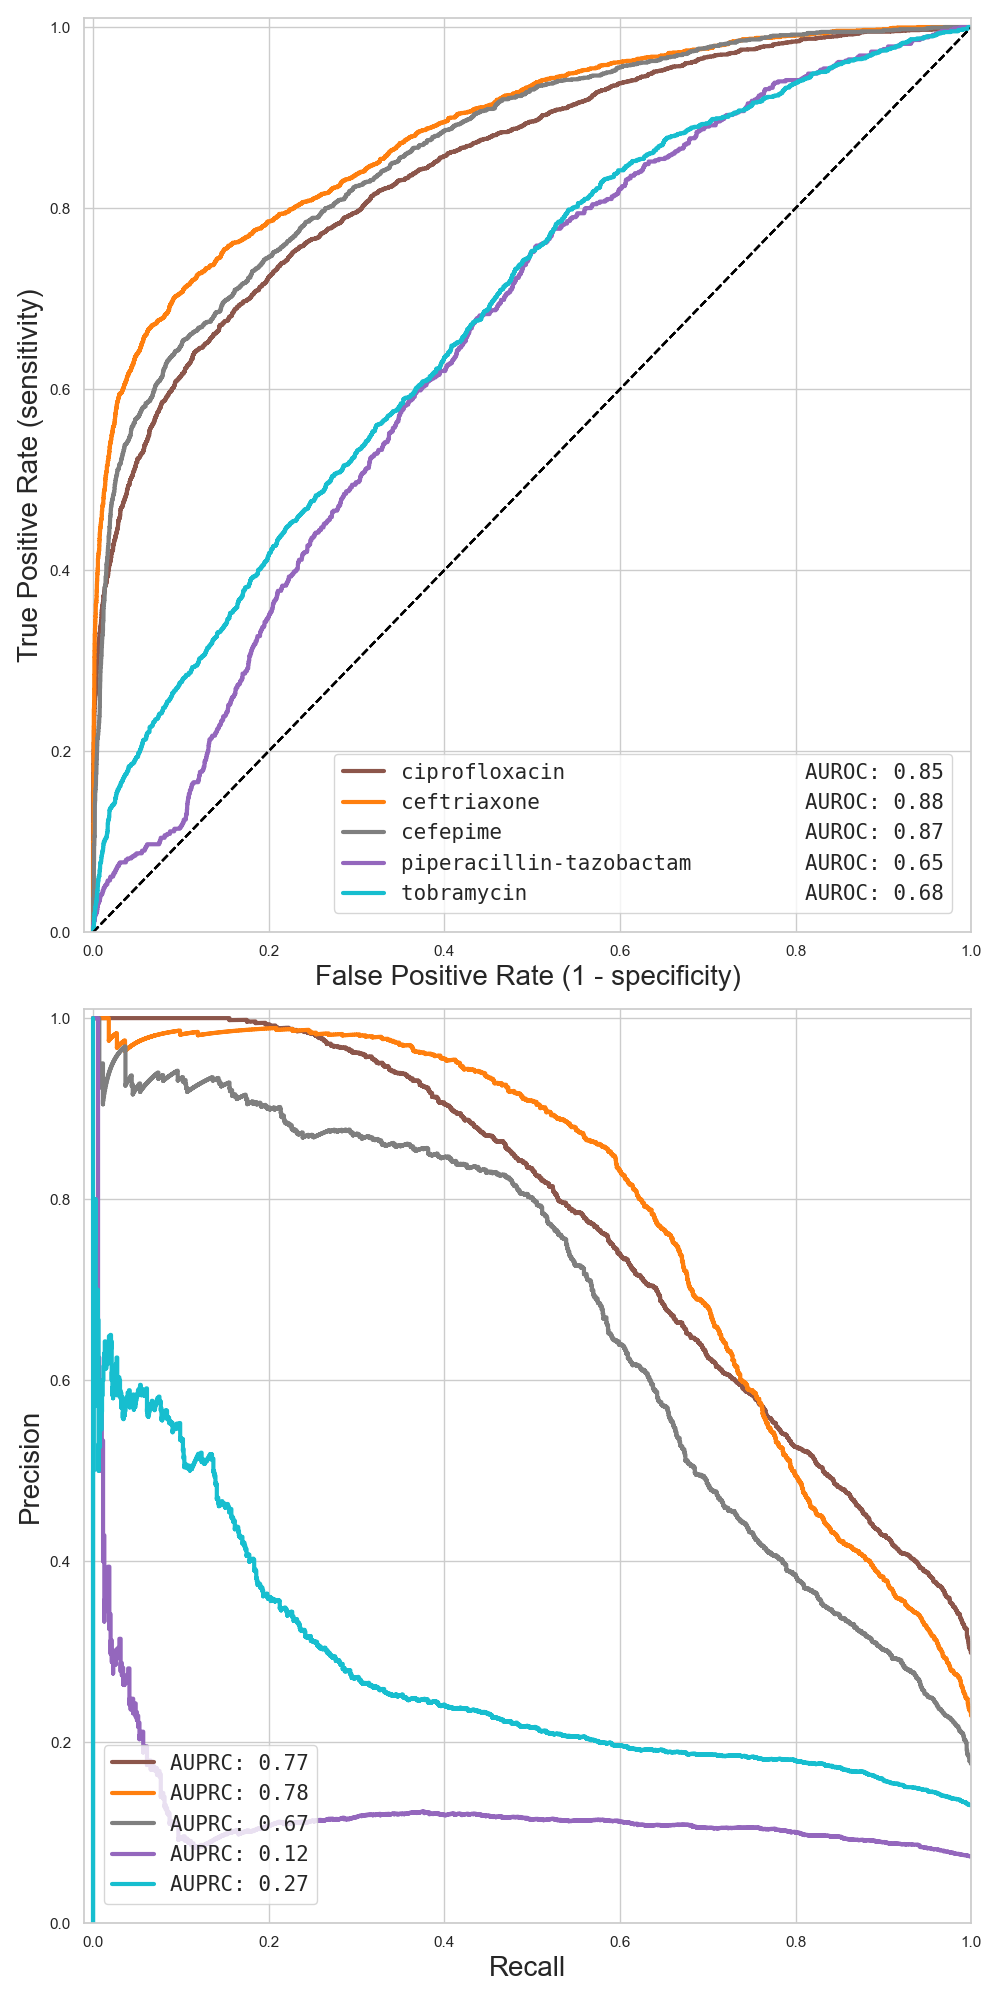 1.0
0.8
0.6
0.4
0.2
0.0
True Positive Rate (sensitivity)
ciprofloxacin AUROC: 0.85
ceftriaxone AUROC: 0.88
cefepime AUROC: 0.87
piperacillin-tazobactam AUROC: 0.65
tobramycin AUROC: 0.68
0.0 0.2 0.4 0.6 0.8 1.0
False Positive Rate (1 - specificity)
1.0
0.8
0.6
0.4
0.2
0.0
Precision
AUPRC: 0.77
AUPRC: 0.78
AUPRC: 0.67
AUPRC: 0.12
AUPRC: 0.27
0.0 0.2 0.4 0.6 0.8 1.0
Recall